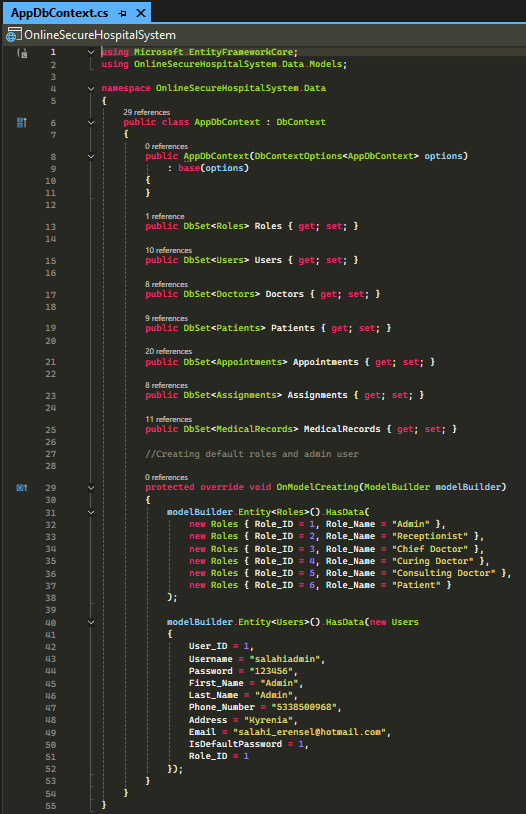 AppDbContext.cs
OnlineSecureHospitalSystem
1 using Microsoft.EntityFrameworkCore;
2 using OnlineSecureHospitalSystem.Data.Models;
3
4 namespace OnlineSecureHospitalSystem.Data
5 {
29 references
6 public class AppDbContext : DbContext
7 {
0 references
8 public AppDbContext(DbContextOptions<AppDbContext> options)
9 : base(options)
10 {
11 }
12
1 reference
13 public DbSet<Roles> Roles { get; set; }
14
10 references
15 public DbSet<Users> Users { get; set; }
16
8 references
17 public DbSet<Doctors> Doctors { get; set; }
18
9 references
19 public DbSet<Patients> Patients { get; set; }
20
20 references
21 public DbSet<Appointments> Appointments { get; set; }
22
8 references
23 public DbSet<Assignments> Assignments { get; set; }
24
11 references
25 public DbSet<MedicalRecords> MedicalRecords { get; set; }
26
27 //Creating default roles and admin user
28
0 references
29 protected override void OnModelCreating(ModelBuilder modelBuilder)
30 {
31 modelBuilder.Entity<Roles>().HasData(
32 new Roles { Role_ID = 1, Role_Name = "Admin" },
33 new Roles { Role_ID = 2, Role_Name = "Receptionist" },
34 new Roles { Role_ID = 3, Role_Name = "Chief Doctor" },
35 new Roles { Role_ID = 4, Role_Name = "Curing Doctor" },
36 new Roles { Role_ID = 5, Role_Name = "Consulting Doctor" },
37 new Roles { Role_ID = 6, Role_Name = "Patient" }
38 );
39
40 modelBuilder.Entity<Users>().HasData(new Users
41 {
42 User_ID = 1,
43 Username = "salahiadmin",
44 Password = "123456",
45 First_Name = "Admin",
46 Last_Name = "Admin",
47 Phone_Number = "5338500968",
48 Address = "Kyrenia",
49 Email = "salahi_erensel@hotmail.com",
50 IsDefaultPassword = 1,
51 Role_ID = 1
52 });
53 }
54 }
55 }